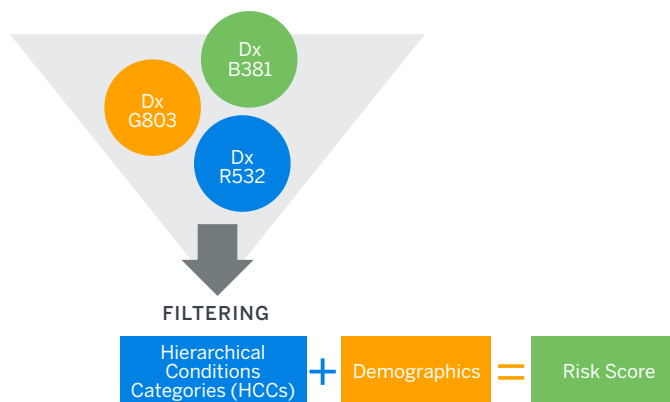 Dx
B381
Dx
G803
Dx
R532
FILTERING
Hierarchical
Conditions
Categories (HCCs)
+
Demographics
=
Risk Score